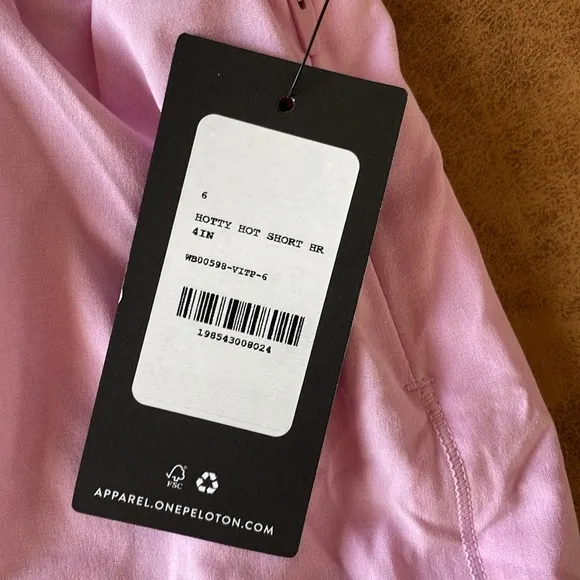 6
HOTTY HOT SHORT HR
4IN
WB00598-VITP-6
198543008024
FSC
APPAREL.ONEPELOTON.COM